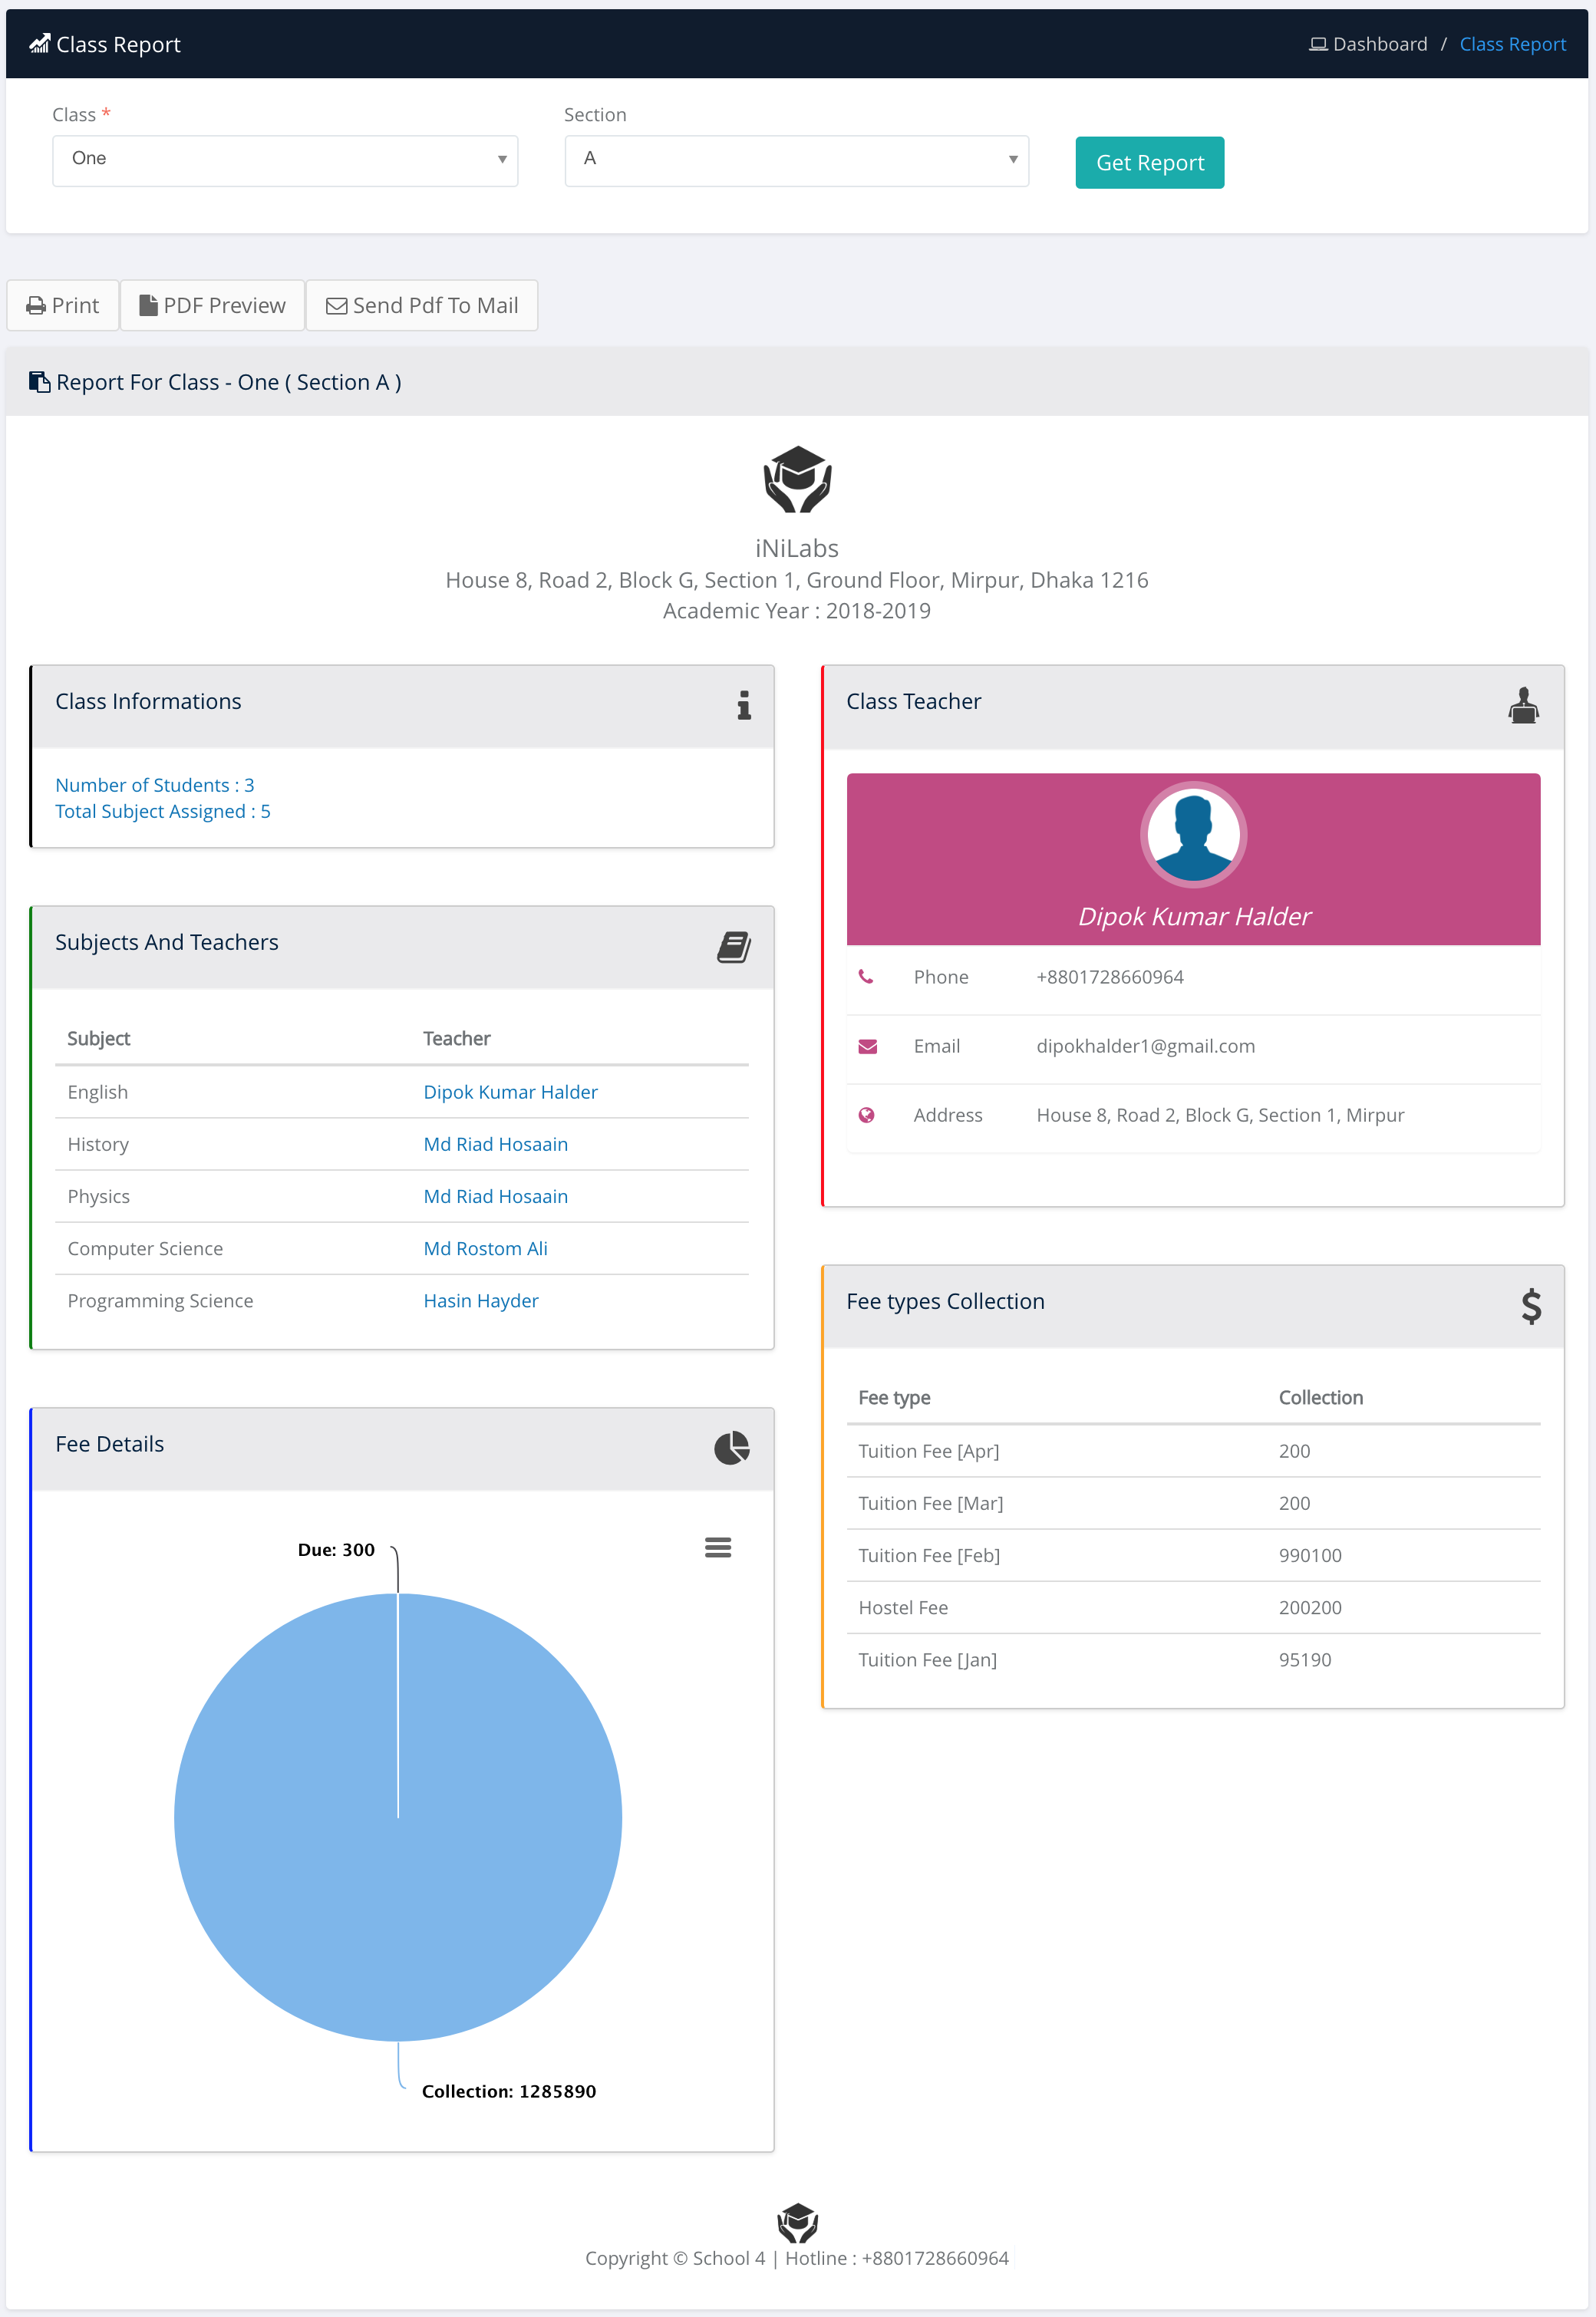 Class Report
Dashboard / Class Report
Class *
Section
One
A
Get Report
Print
PDF Preview
Send Pdf To Mail
Report For Class - One ( Section A )
iNiLabs
House 8, Road 2, Block G, Section 1, Ground Floor, Mirpur, Dhaka 1216
Academic Year : 2018-2019
Class Informations
Number of Students : 3
Total Subject Assigned : 5
Subjects And Teachers
Subject Teacher
English Dipok Kumar Halder
History Md Riad Hosaain
Physics Md Riad Hosaain
Computer Science Md Rostom Ali
Programming Science Hasin Hayder
Fee Details
Due: 300
Collection: 1285890
Class Teacher
Dipok Kumar Halder
Phone +8801728660964
Email dipokhalder1@gmail.com
Address House 8, Road 2, Block G, Section 1, Mirpur
Fee types Collection
Fee type Collection
Tuition Fee [Apr] 200
Tuition Fee [Mar] 200
Tuition Fee [Feb] 990100
Hostel Fee 200200
Tuition Fee [Jan] 95190
Copyright © School 4 | Hotline : +8801728660964